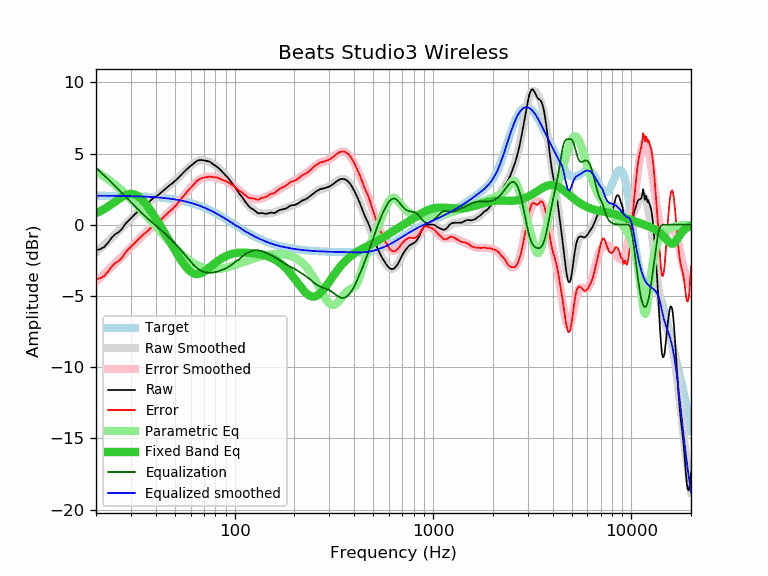 Beats Studio3 Wireless
Amplitude (dBr)
10
5
0
−5
−10
−15
−20
Target
Raw Smoothed
Error Smoothed
Raw
Error
Parametric Eq
Fixed Band Eq
Equalization
Equalized smoothed
100
1000
10000
Frequency (Hz)